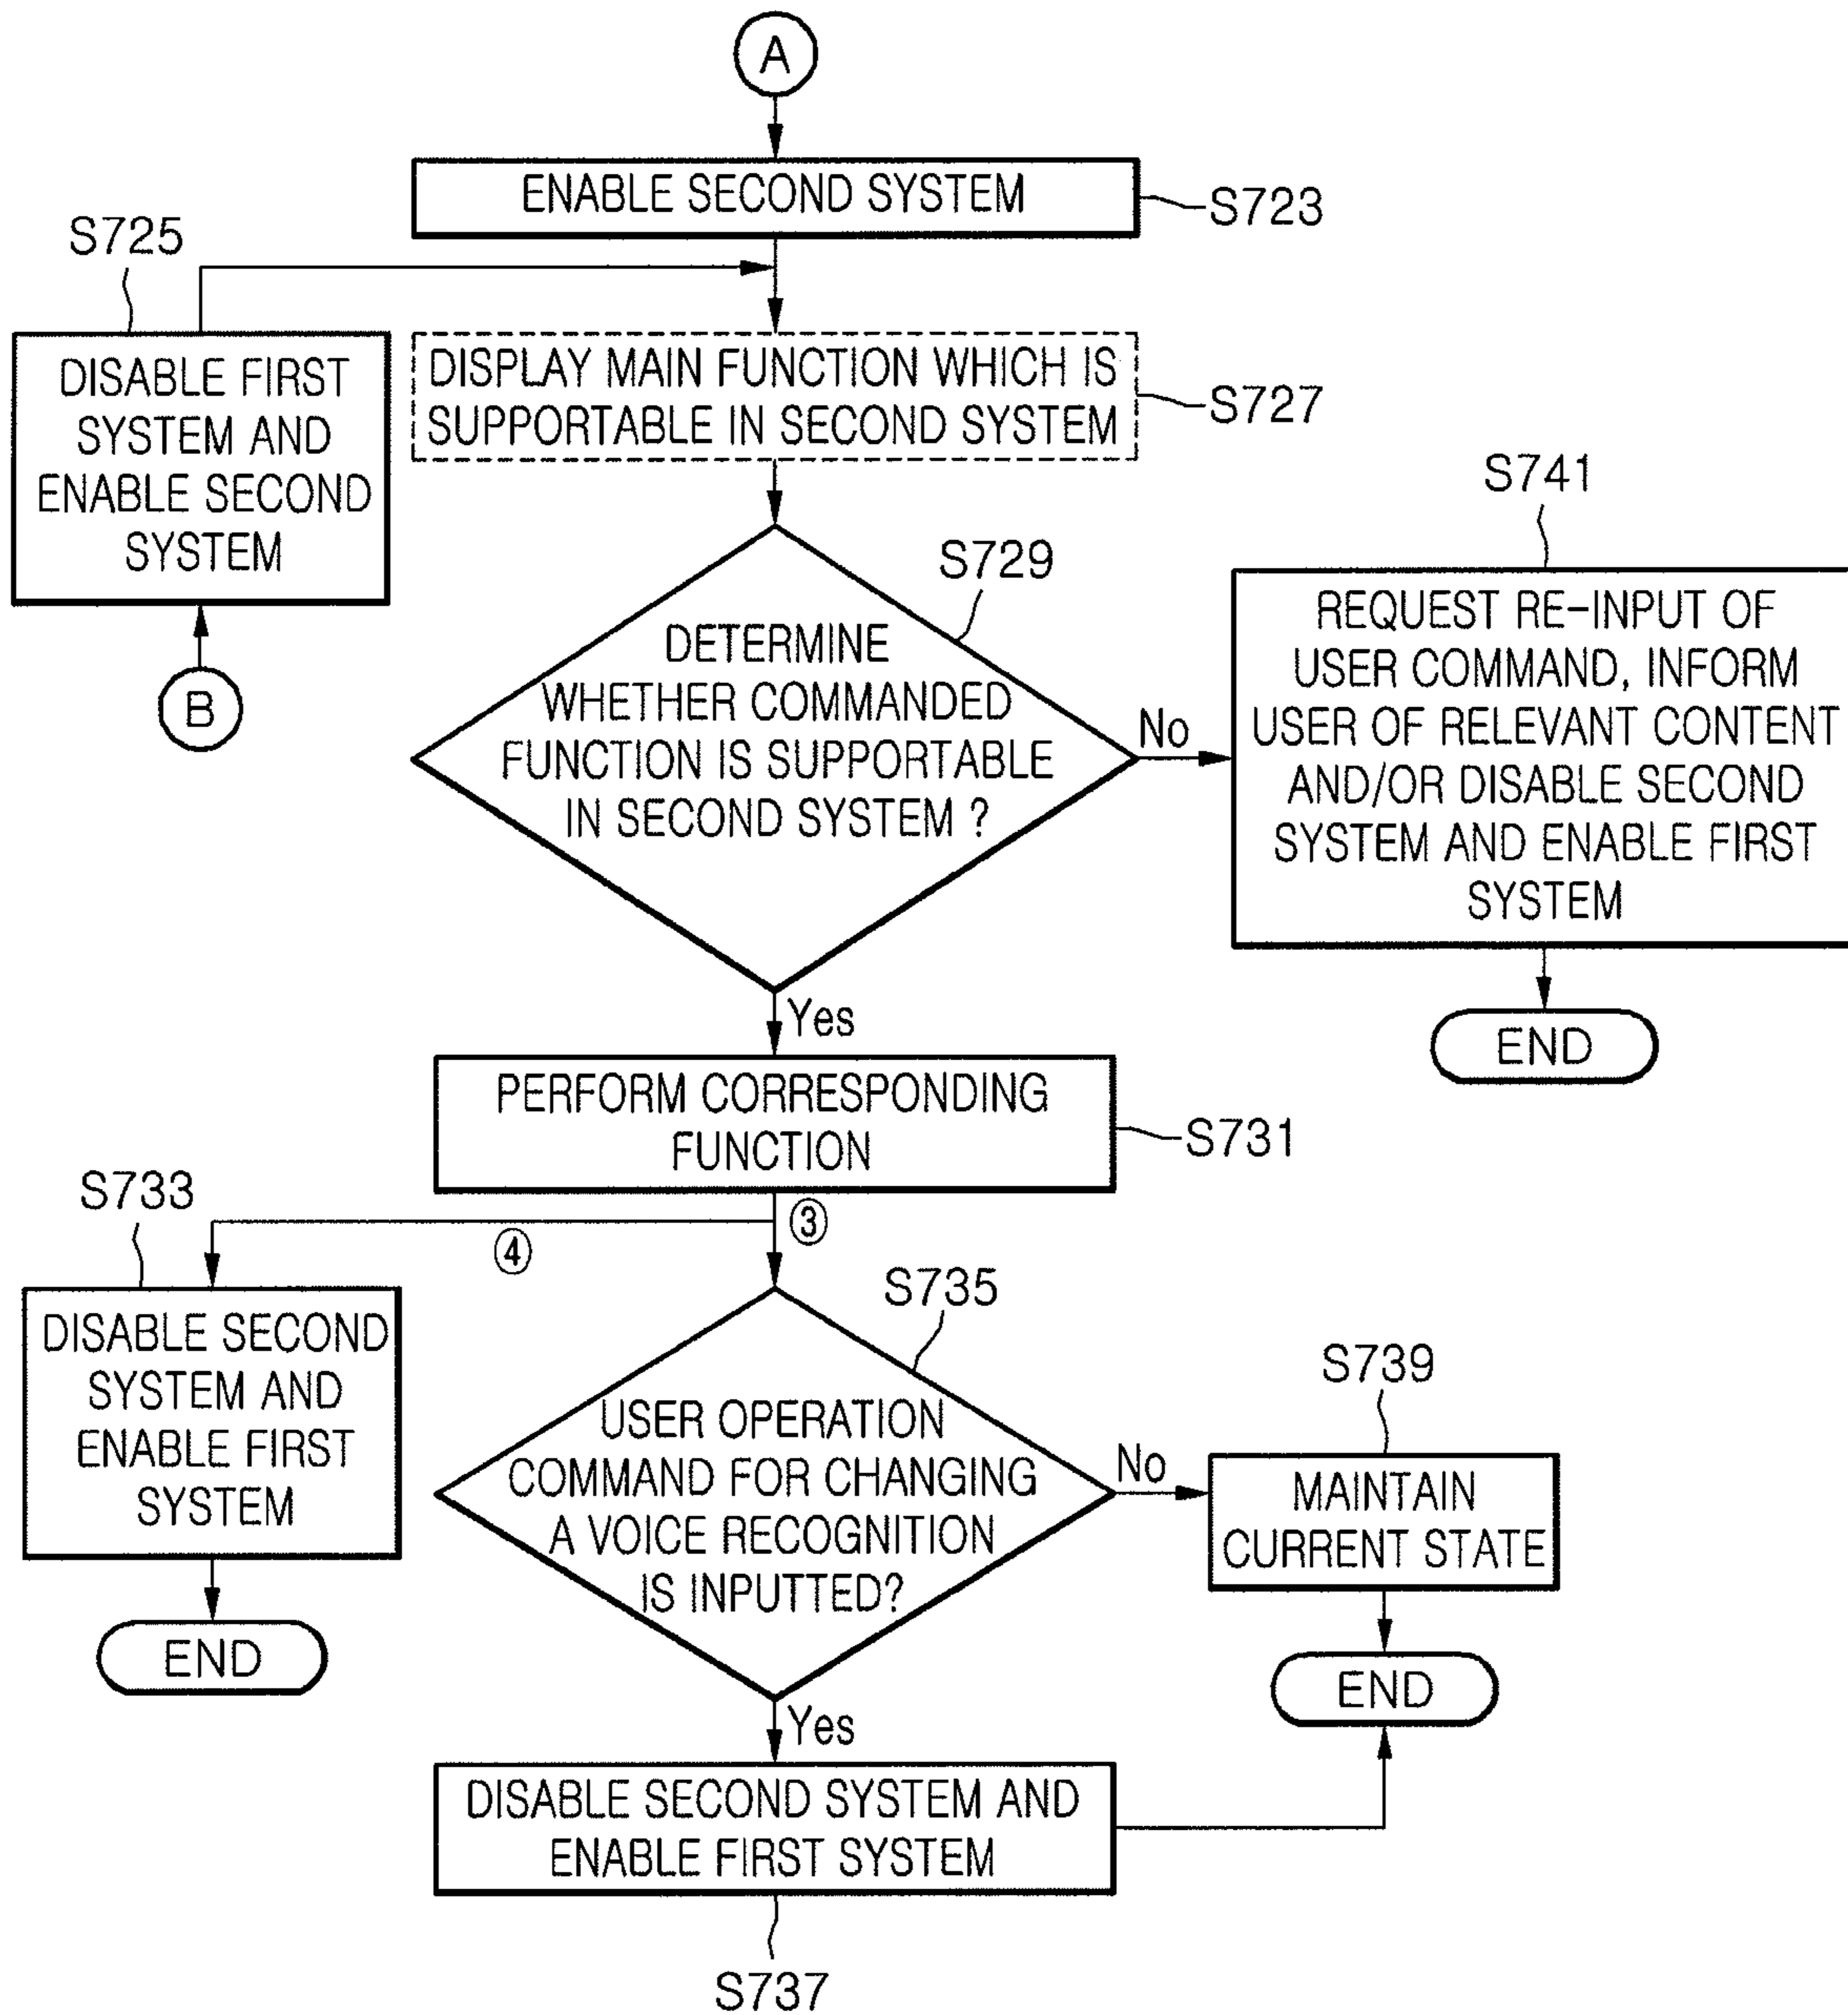 A
ENABLE SECOND SYSTEM
S723
S725
DISABLE FIRST
SYSTEM AND
ENABLE SECOND
SYSTEM
B
DISPLAY MAIN FUNCTION WHICH IS
SUPPORTABLE IN SECOND SYSTEM
S727
S729
DETERMINE
WHETHER COMMANDED
FUNCTION IS SUPPORTABLE
IN SECOND SYSTEM ?
No
S741
REQUEST RE-INPUT OF
USER COMMAND, INFORM
USER OF RELEVANT CONTENT
AND/OR DISABLE SECOND
SYSTEM AND ENABLE FIRST
SYSTEM
END
Yes
PERFORM CORRESPONDING
FUNCTION
S731
③
④
S733
DISABLE SECOND
SYSTEM AND
ENABLE FIRST
SYSTEM
END
S735
USER OPERATION
COMMAND FOR CHANGING
A VOICE RECOGNITION
IS INPUTTED?
No
S739
MAINTAIN
CURRENT STATE
END
Yes
DISABLE SECOND SYSTEM AND
ENABLE FIRST SYSTEM
S737